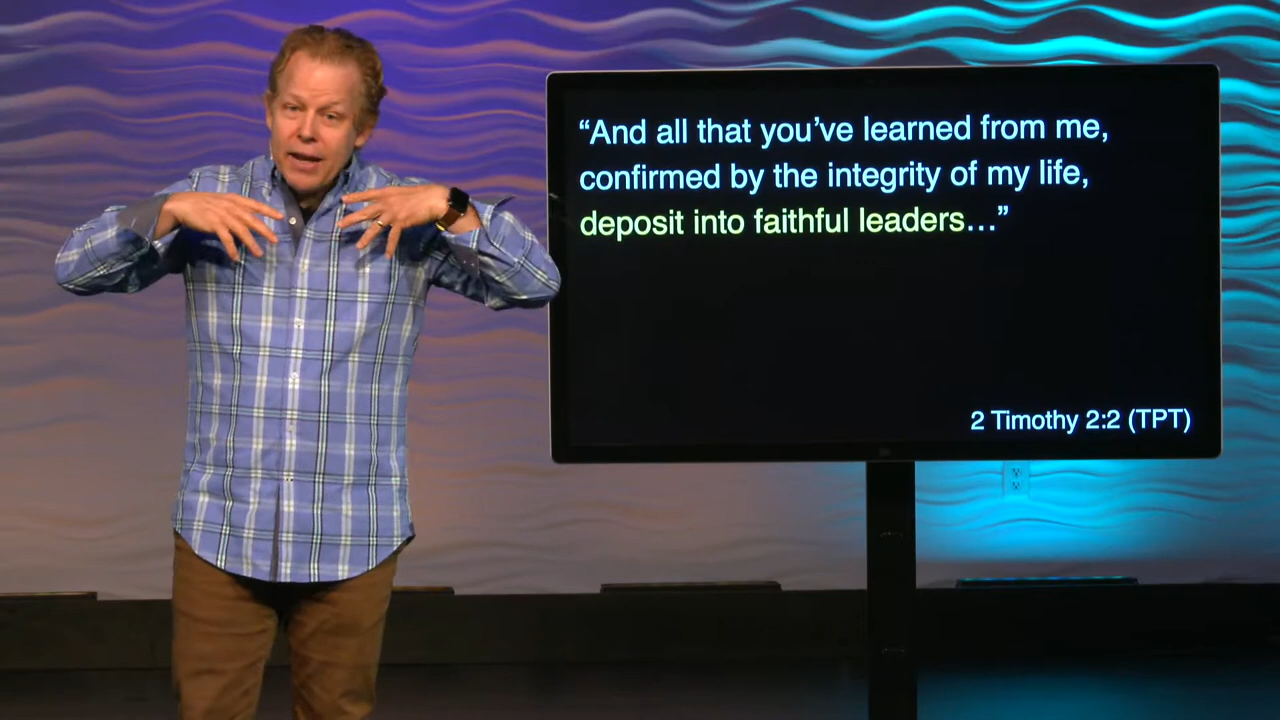 “And all that you’ve learned from me,
confirmed by the integrity of my life,
deposit into faithful leaders…”
2 Timothy 2:2 (TPT)